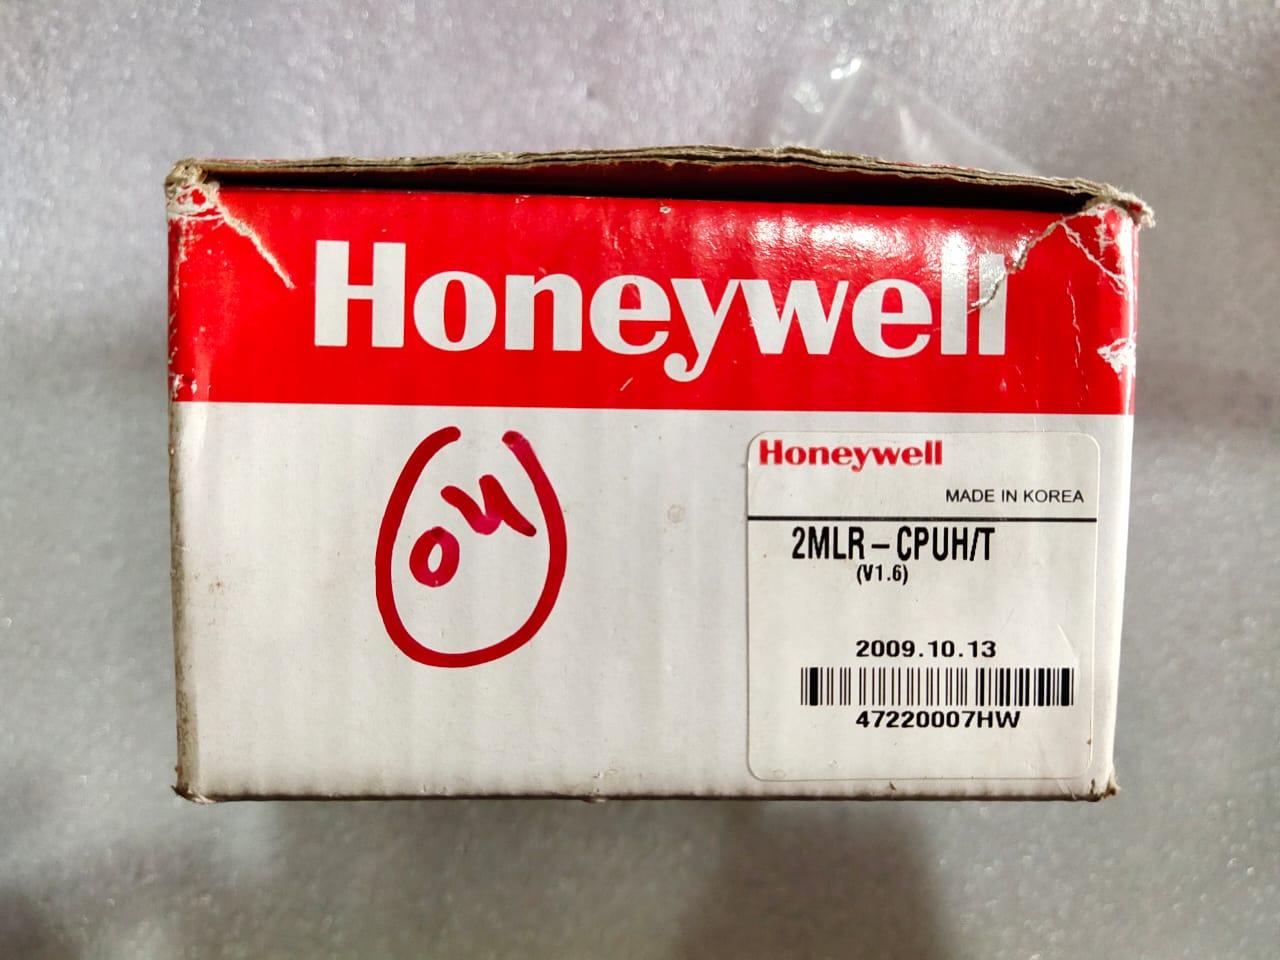 Honeywell
04
Honeywell
MADE IN KOREA
2MLR-CPUH/T
(V1.6)
2009.10.13
47220007HW